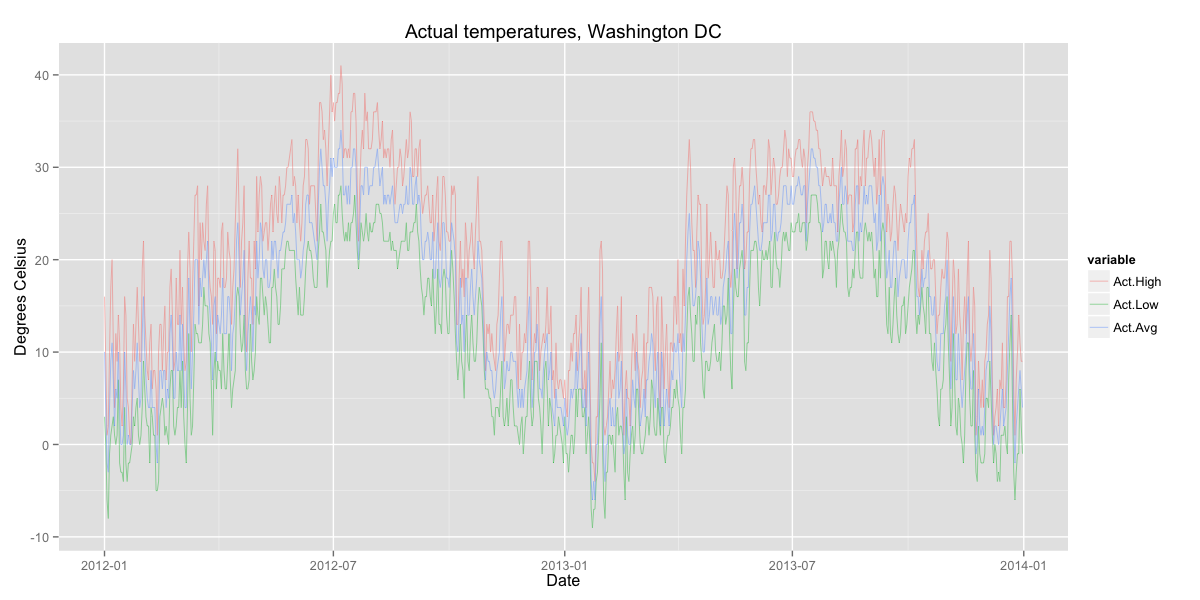 Actual temperatures, Washington DC
Degrees Celsius
40
30
20
10
0
-10
2012-01
2012-07
2013-01
2013-07
2014-01
Date
variable
Act.High
Act.Low
Act.Avg